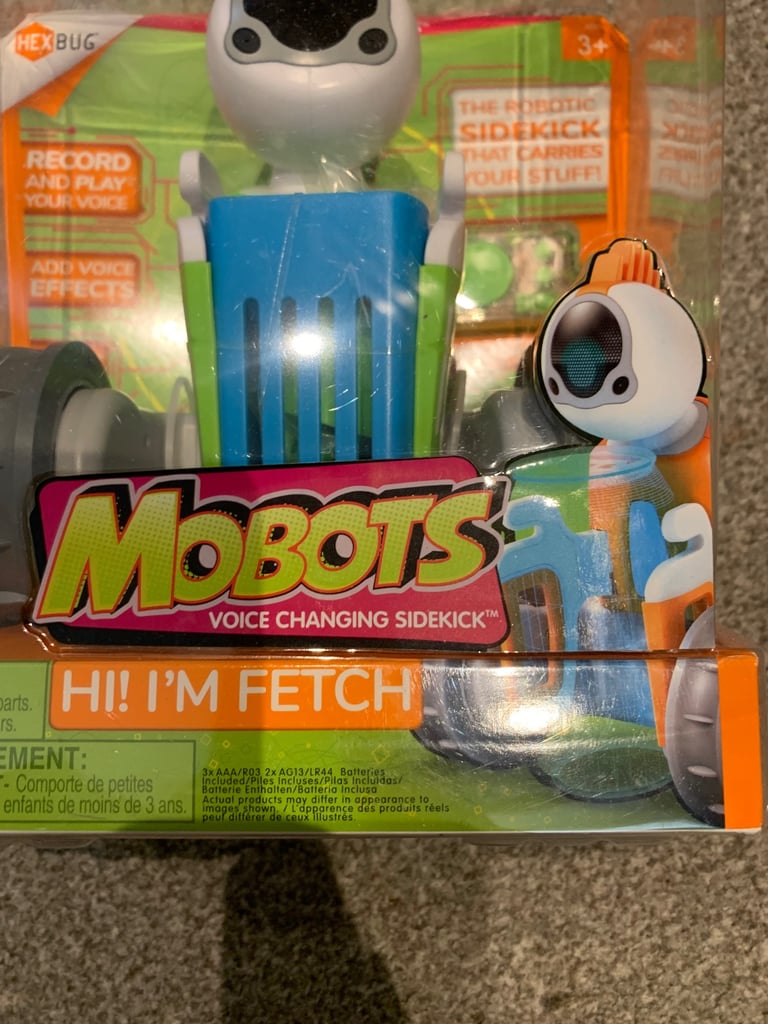 HEXBUG
3+
THE ROBOTIC
SIDEKICK
THAT CARRIES
YOUR STUFF!
RECORD
AND PLAY
YOUR VOICE
ADD VOICE
EFFECTS
MOBOTS
VOICE CHANGING SIDEKICK™
HI! I'M FETCH
parts.
rs.
EMENT:
T - Comporte de petites
enfants de moins de 3 ans.
3x AAA/R03 2x AG13/LR44 Batteries
Included/Piles Incluses/Pilas Incluidas/
Batterie Enthalten/Batteria Inclusa
Actual products may differ in appearance to
images shown. / L'apparence des produits réels
peut différer de ceux illustrés.